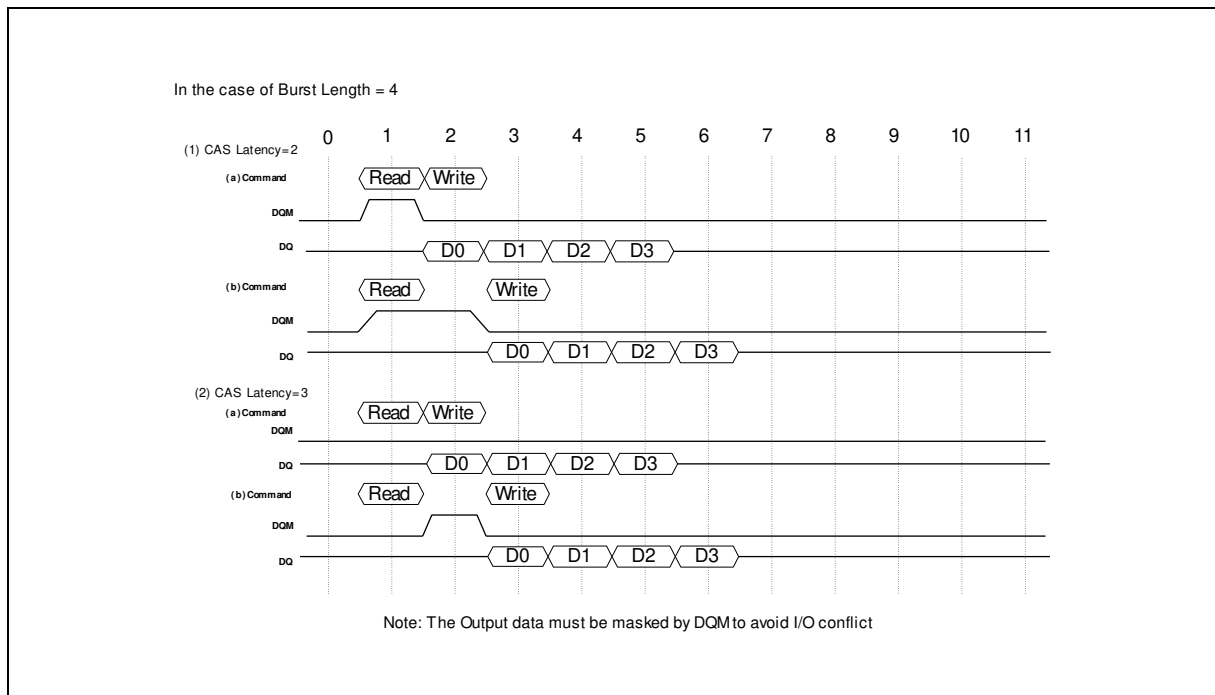 In the case of Burst Length = 4
0 1 2 3 4 5 6 7 8 9 10 11
(1) CAS Latency=2
(a)Command Read Write
DQM
DQ D0 D1 D2 D3
(b)Command Read Write
DQM
DQ D0 D1 D2 D3
(2) CAS Latency=3
(a)Command Read Write
DQM
DQ D0 D1 D2 D3
(b)Command Read Write
DQM
DQ D0 D1 D2 D3
Note: The Output data must be masked by DQM to avoid I/O conflict